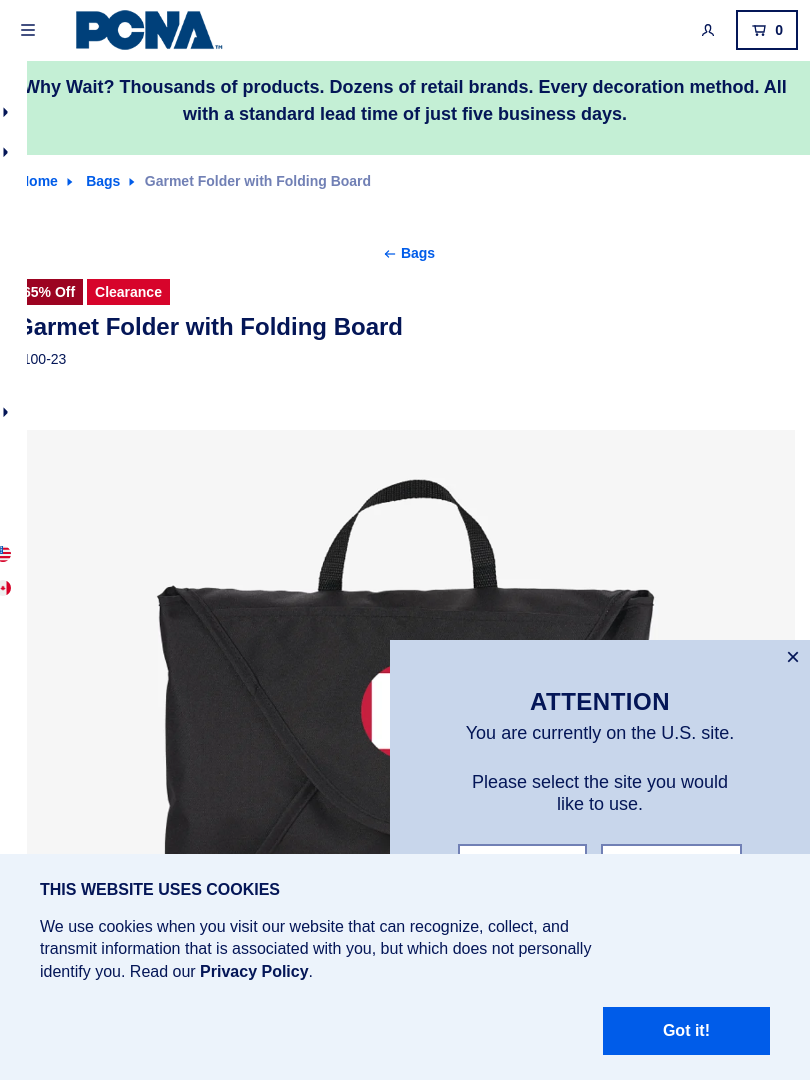 PCNA
0
Why Wait? Thousands of products. Dozens of retail brands. Every decoration method. All
with a standard lead time of just five business days.
Home Bags Garmet Folder with Folding Board
Bags
65% Off Clearance
Garmet Folder with Folding Board
100-23
ATTENTION
You are currently on the U.S. site.
Please select the site you would
like to use.
THIS WEBSITE USES COOKIES
We use cookies when you visit our website that can recognize, collect, and
transmit information that is associated with you, but which does not personally
identify you. Read our Privacy Policy.
Got it!